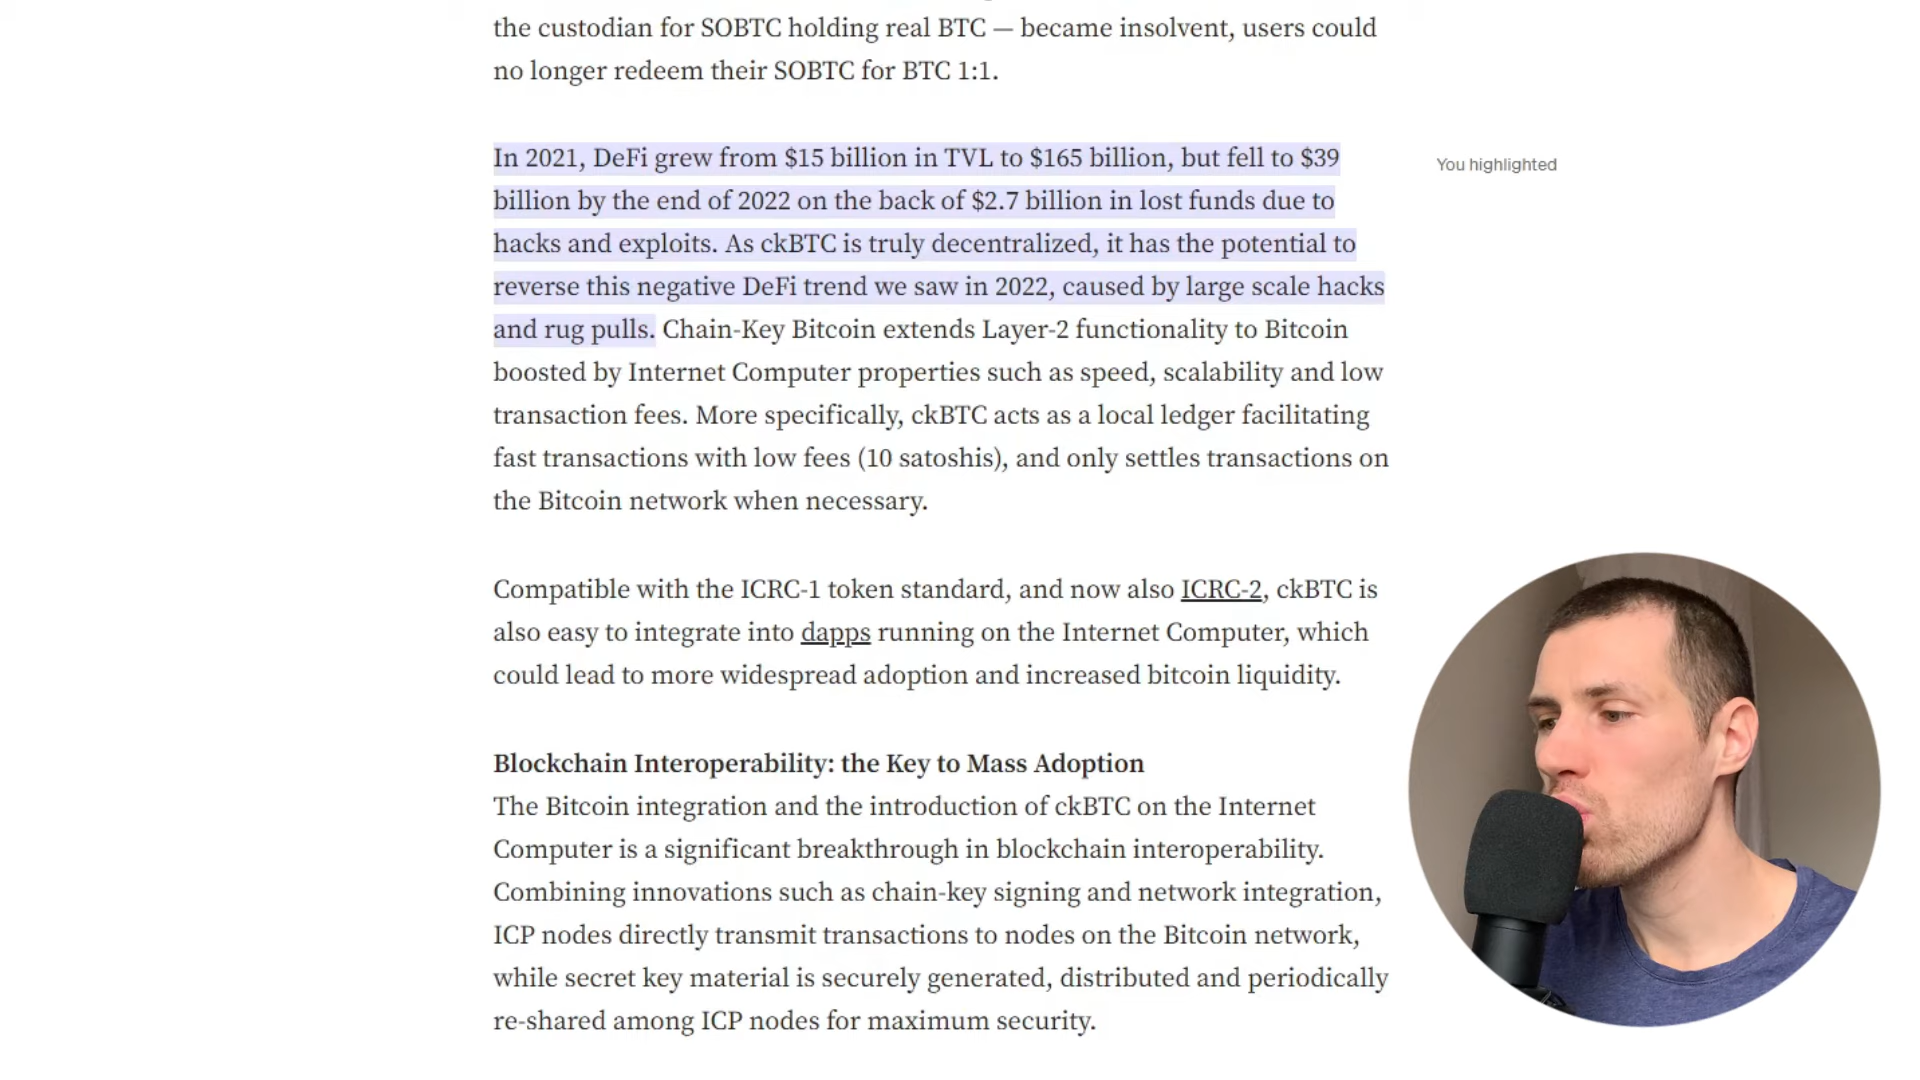 the custodian for SOBTC holding real BTC — became insolvent, users could
no longer redeem their SOBTC for BTC 1:1.
In 2021, DeFi grew from $15 billion in TVL to $165 billion, but fell to $39
You highlighted
billion by the end of 2022 on the back of $2.7 billion in lost funds due to
hacks and exploits. As ckBTC is truly decentralized, it has the potential to
reverse this negative DeFi trend we saw in 2022, caused by large scale hacks
and rug pulls. Chain-Key Bitcoin extends Layer-2 functionality to Bitcoin
boosted by Internet Computer properties such as speed, scalability and low
transaction fees. More specifically, ckBTC acts as a local ledger facilitating
fast transactions with low fees (10 satoshis), and only settles transactions on
the Bitcoin network when necessary.
Compatible with the ICRC-1 token standard, and now also ICRC-2, ckBTC is
also easy to integrate into dapps running on the Internet Computer, which
could lead to more widespread adoption and increased bitcoin liquidity.
Blockchain Interoperability: the Key to Mass Adoption
The Bitcoin integration and the introduction of ckBTC on the Internet
Computer is a significant breakthrough in blockchain interoperability.
Combining innovations such as chain-key signing and network integration,
ICP nodes directly transmit transactions to nodes on the Bitcoin network,
while secret key material is securely generated, distributed and periodically
re-shared among ICP nodes for maximum security.